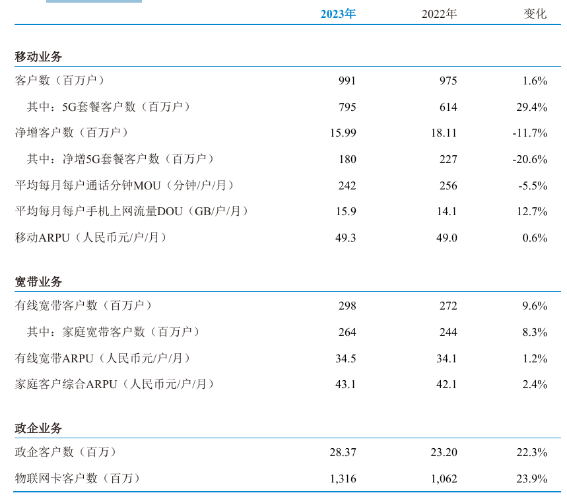 2023年 2022年 变化
移动业务
客户数（百万户） 991 975 1.6%
其中：5G套餐客户数（百万户） 795 614 29.4%
净增客户数（百万户） 15.99 18.11 -11.7%
其中：净增5G套餐客户数（百万户） 180 227 -20.6%
平均每月每户通话分钟MOU（分钟/户/月） 242 256 -5.5%
平均每月每户手机上网流量DOU（GB/户/月） 15.9 14.1 12.7%
移动ARPU（人民币元/户/月） 49.3 49.0 0.6%
宽带业务
有线宽带客户数（百万户） 298 272 9.6%
其中：家庭宽带客户数（百万户） 264 244 8.3%
有线宽带ARPU（人民币元/户/月） 34.5 34.1 1.2%
家庭客户综合ARPU（人民币元/户/月） 43.1 42.1 2.4%
政企业务
政企客户数（百万） 28.37 23.20 22.3%
物联网卡客户数（百万） 1,316 1,062 23.9%